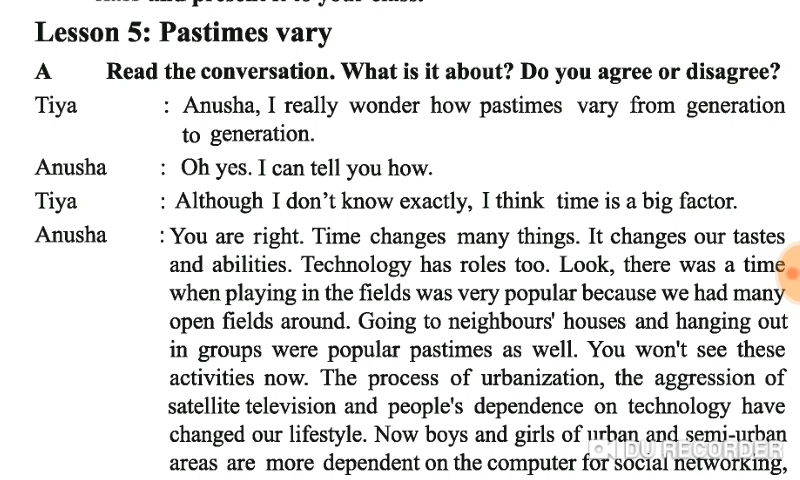 Lesson 5: Pastimes vary
A Read the conversation. What is it about? Do you agree or disagree?
Tiya : Anusha, I really wonder how pastimes vary from generation
to generation.
Anusha : Oh yes. I can tell you how.
Tiya : Although I don't know exactly, I think time is a big factor.
Anusha : You are right. Time changes many things. It changes our tastes
and abilities. Technology has roles too. Look, there was a time
when playing in the fields was very popular because we had many
open fields around. Going to neighbours' houses and hanging out
in groups were popular pastimes as well. You won't see these
activities now. The process of urbanization, the aggression of
satellite television and people's dependence on technology have
changed our lifestyle. Now boys and girls of urban and semi-urban
DU RECORDER
areas are more dependent on the computer for social networking,